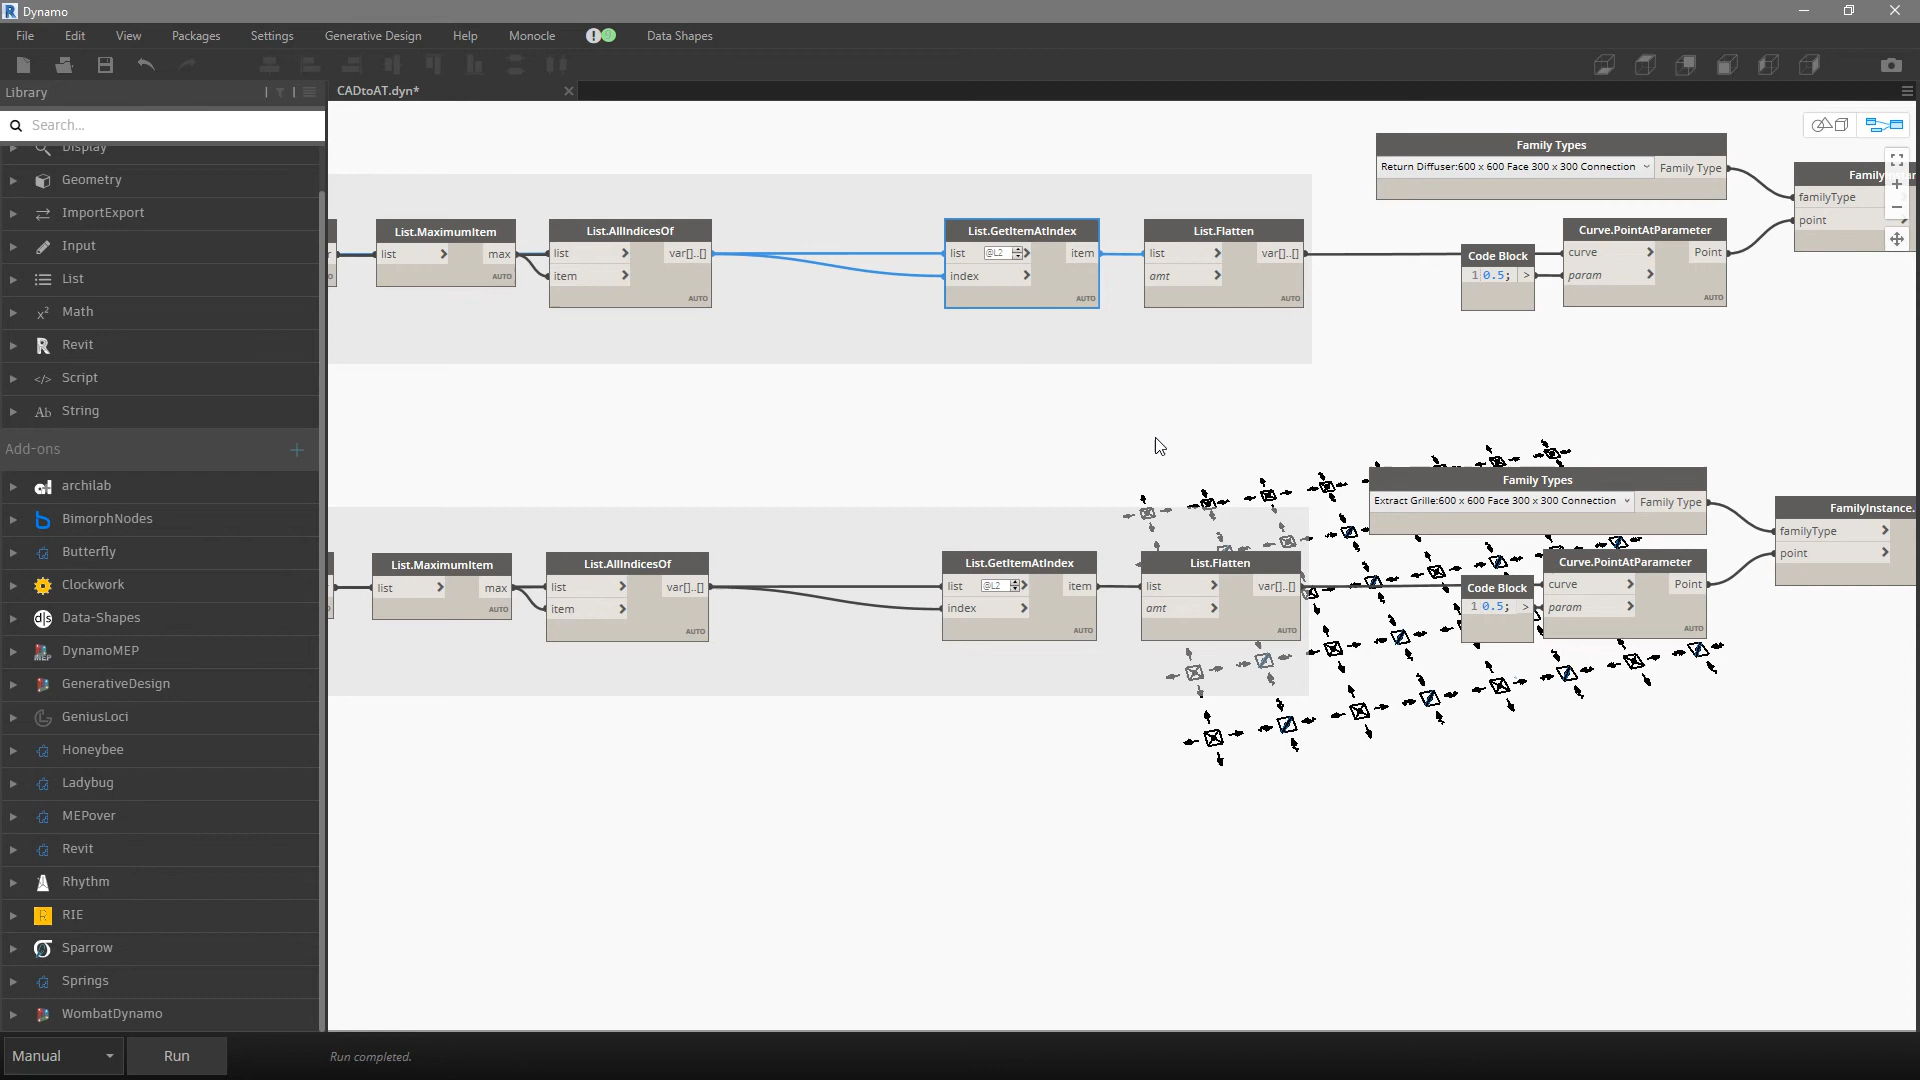 Dynamo
File Edit View Packages Settings Generative Design Help Monocle ! 9 Data Shapes
Library
CADtoAT.dyn*
Search...
Display
Geometry
ImportExport
Input
List
Math
Revit
Script
String
Add-ons
archilab
BimorphNodes
Butterfly
Clockwork
Data-Shapes
DynamoMEP
GenerativeDesign
GeniusLoci
Honeybee
Ladybug
MEPover
Revit
Rhythm
RIE
Sparrow
Springs
WombatDynamo
Manual
Run
Run completed.
List.MaximumItem
list > max
AUTO
List.AllIndicesOf
list > var[]..[]
item >
AUTO
List.GetItemAtIndex
list @L2 > item
index >
AUTO
List.Flatten
list > var[]..[]
amt >
AUTO
Family Types
Return Diffuser:600 x 600 Face 300 x 300 Connection Family Type
Code Block
1 0.5; >
Curve.PointAtParameter
curve > Point
param >
AUTO
familyType
point
List.MaximumItem
list > max
AUTO
List.AllIndicesOf
list > var[]..[]
item >
AUTO
List.GetItemAtIndex
list @L2 > item
index >
AUTO
List.Flatten
list > var[]..[]
amt >
AUTO
Family Types
Extract Grille:600 x 600 Face 300 x 300 Connection Family Type
Code Block
1 0.5; >
Curve.PointAtParameter
curve > Point
param >
AUTO
FamilyInstance.
familyType >
point >